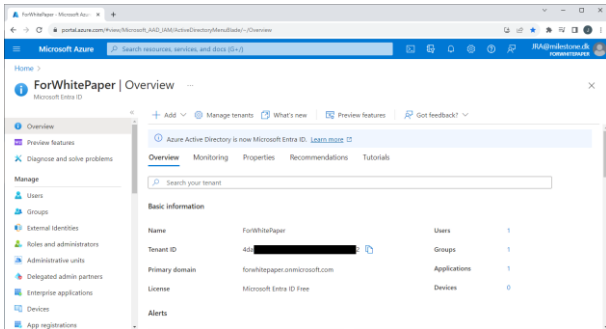 ForWhitePaper - Microsoft Azu
portal.azure.com/#view/Microsoft_AAD_IAM/ActiveDirectoryMenuBlade/~/Overview
Microsoft Azure
Search resources, services, and docs (G+/)
JRA@milestone.dk
FORWHITEPAPER
Home >
ForWhitePaper | Overview ...
Microsoft Entra ID
Overview
Preview features
Diagnose and solve problems
Manage
Users
Groups
External Identities
Roles and administrators
Administrative units
Delegated admin partners
Enterprise applications
Devices
App registrations
Add
Manage tenants
What's new
Preview features
Got feedback?
Azure Active Directory is now Microsoft Entra ID. Learn more
Overview Monitoring Properties Recommendations Tutorials
Search your tenant
Basic information
Name ForWhitePaper Users 1
Tenant ID 4da 2 Groups 1
Primary domain forwhitepaper.onmicrosoft.com Applications 1
License Microsoft Entra ID Free Devices 0
Alerts